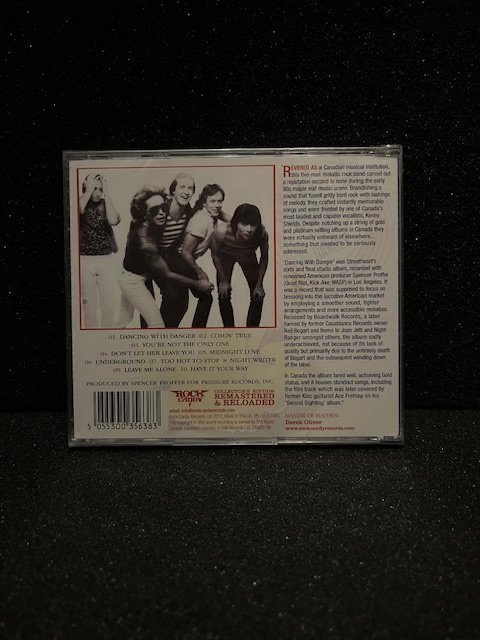 01. DANCING WITH DANGER 02. COMIN' TRUE
03. YOU'RE NOT THE ONLY ONE
04. DON'T LET HER LEAVE YOU 05. MIDNIGHT LOVE
06. UNDERGROUND 07. TOO HOT TO STOP 8. NIGHT WRITER
09. LEAVE ME ALONE 10. HAVE IT YOUR WAY
PRODUCED BY SPENCER PROFFER FOR PRESSURE RECORDS, INC.
5 055300 356383
ROCK
Candy
COLLECTOR'S EDITION
REMASTERED
& RELOADED
email: info@rockcandyrecords.com
REVERED AS a Canadian musical institution,
this five man melodic rock band carved out
a reputation second to none during the early
80s maple leaf music scene. Brandishing a
sound that fused gritty hard rock with lashings
of melody, they crafted instantly memorable
songs and were fronted by one of Canada's
most lauded and capable vocalists, Kenny
Shields. Despite notching up a string of gold
and platinum selling albums in Canada they
were virtually unheard of elsewhere...
something that needed to be seriously
addressed.
'Dancing With Danger' was Streetheart's
sixth and final studio album, recorded with
renowned American producer Spencer Proffer
(Quiet Riot, Kick Axe, WASP) in Los Angeles. It
was a record that was supposed to focus on
breaking into the lucrative American market
by employing a smoother sound, tighter
arrangements and more accessible melodies.
Released by Boardwalk Records, a label
formed by former Casablanca Records owner
Neil Bogart and home to Joan Jett and Night
Ranger amongst others, the album sadly
underachieved, not because of its lack of
quality but primarily due to the untimely death
of Bogart and the subsequent winding down
of the label.
In Canada the album fared well, achieving Gold
status, and it houses standout songs, including
the title track which was later covered by
former Kiss guitarist Ace Frehley on his
'Second Sighting' album."
MASTER OF MAYHEM
Derek Oliver
www.rockcandyrecords.com